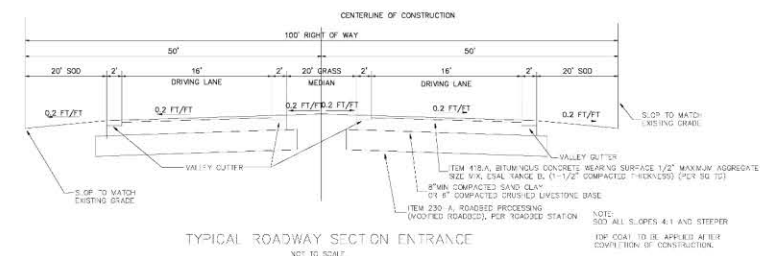 CENTERLINE OF CONSTRUCTION
100' RIGHT OF WAY
50' 50'
20' SOD 2' 16' 2' 20' GRASS 2' 16' 2' 20' SOD
DRIVING LANE MEDIAN DRIVING LANE
0.2 FT/FT 0.2 FT/FT 0.2 FT/FT 0.2 FT/FT 0.2 FT/FT 0.2 FT/FT
SLOP TO MATCH
EXISTING GRADE
VALLEY GUTTER
VALLEY GUTTER
ITEM 418.A, BITUMINOUS CONCRETE WEARING SURFACE 1/2" MAXIMUM AGGREGATE
SIZE MIX, ESAL RANGE B, (1-1/2" COMPACTED THICKNESS) (PER SQ YD)
8"MIN COMPACTED SAND CLAY
OR 6" COMPACTED CRUSHED LIVESTONE BASE
SLOP TO MATCH
EXISTING GRADE
ITEM 230-A, ROADBED PROCESSING
(MODIFIED ROADBED), PER ROADBED STATION
NOTE:
SOD ALL SLOPES 4:1 AND STEEPER
TOP COAT TO BE APPLIED AFTER
COMPLETION OF CONSTRUCTION.
TYPICAL ROADWAY SECTION ENTRANCE
NOT TO SCALE